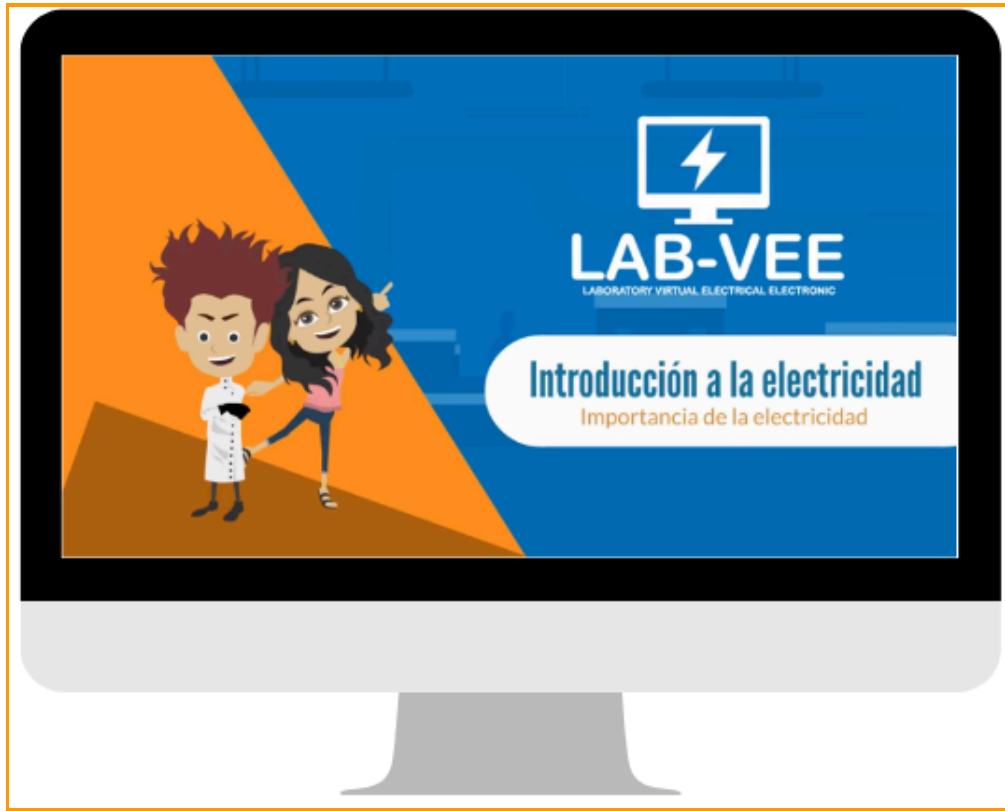 LAB-VEE
LABORATORY VIRTUAL ELECTRICAL ELECTRONIC
Introducción a la electricidad
Importancia de la electricidad